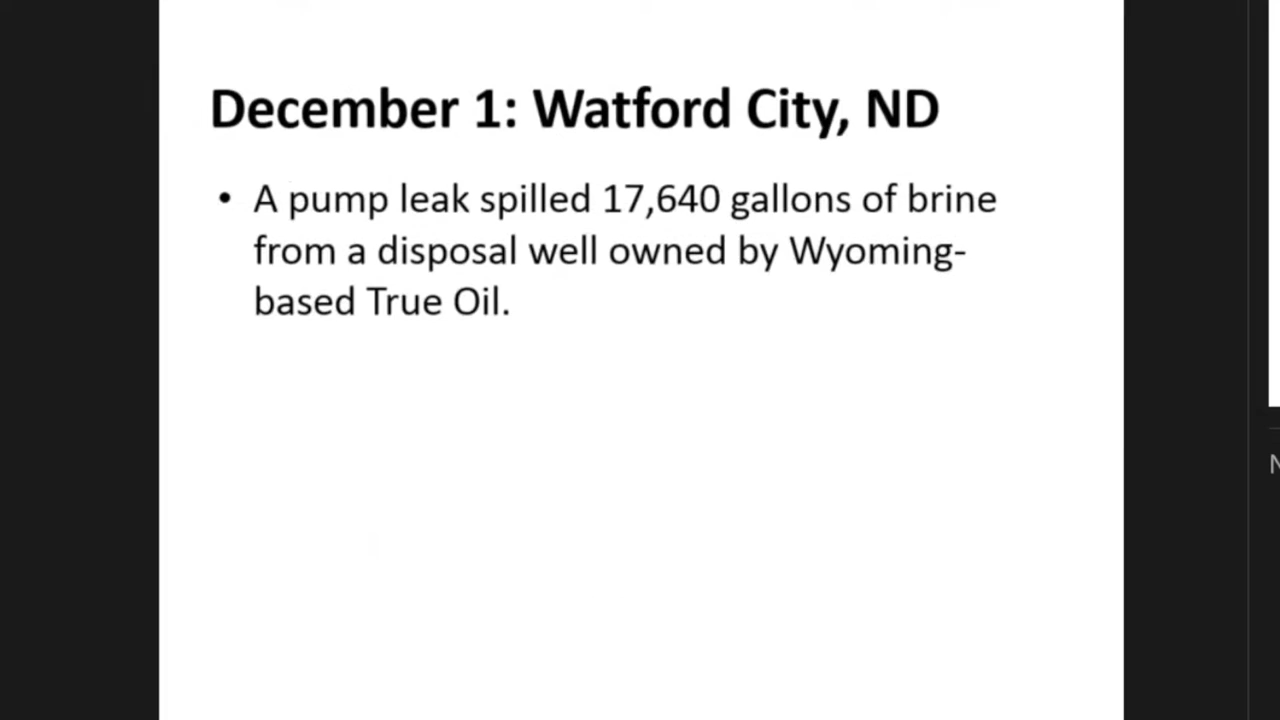 December 1: Watford City, ND
• A pump leak spilled 17,640 gallons of brine
from a disposal well owned by Wyoming-
based True Oil.
N